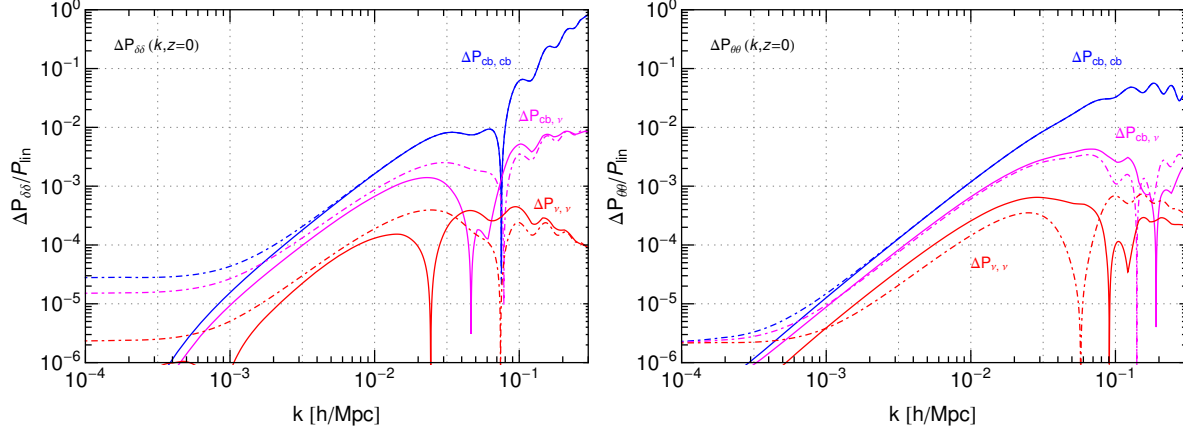 ΔP_δδ (k,z=0)
ΔP_cb, cb
ΔP_cb, ν
ΔP_ν, ν
ΔP_δδ/P_lin
10^0
10^-1
10^-2
10^-3
10^-4
10^-5
10^-6
10^-4
10^-3
10^-2
10^-1
k [h/Mpc]
ΔP_θθ (k,z=0)
ΔP_cb, cb
ΔP_cb, ν
ΔP_ν, ν
ΔP_θθ/P_lin
10^0
10^-1
10^-2
10^-3
10^-4
10^-5
10^-6
10^-4
10^-3
10^-2
10^-1
k [h/Mpc]